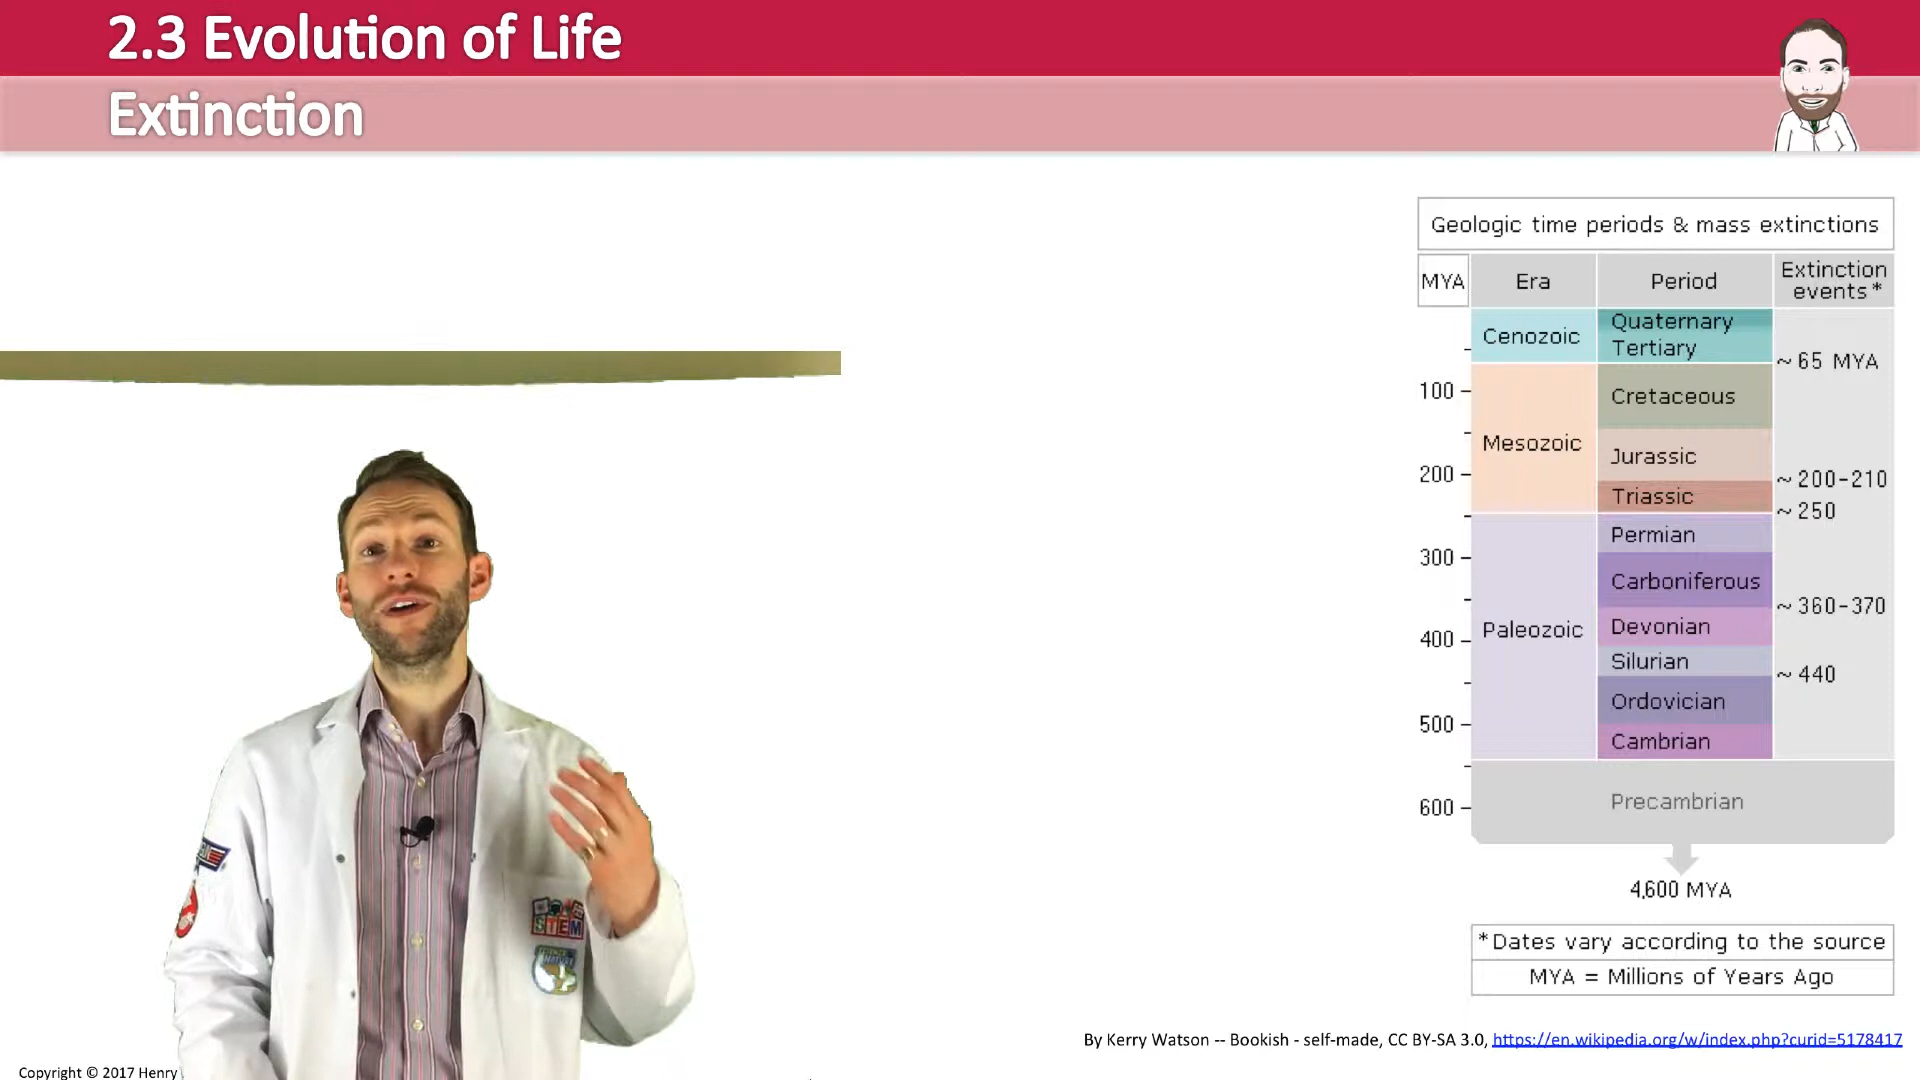 2.3 Evolution of Life
Extinction
Geologic time periods & mass extinctions
MYA
Era
Period
Extinction
events*
Cenozoic
Quaternary
Tertiary
~ 65 MYA
100
Cretaceous
Mesozoic
Jurassic
200
~ 200-210
Triassic
~ 250
Permian
300
Carboniferous
~ 360-370
Paleozoic
Devonian
400
Silurian
~ 440
Ordovician
500
Cambrian
600
Precambrian
4,600 MYA
*Dates vary according to the source
MYA = Millions of Years Ago
STEM
By Kerry Watson -- Bookish - self-made, CC BY-SA 3.0, https://en.wikipedia.org/w/index.php?curid=5178417
Copyright © 2017 Henry